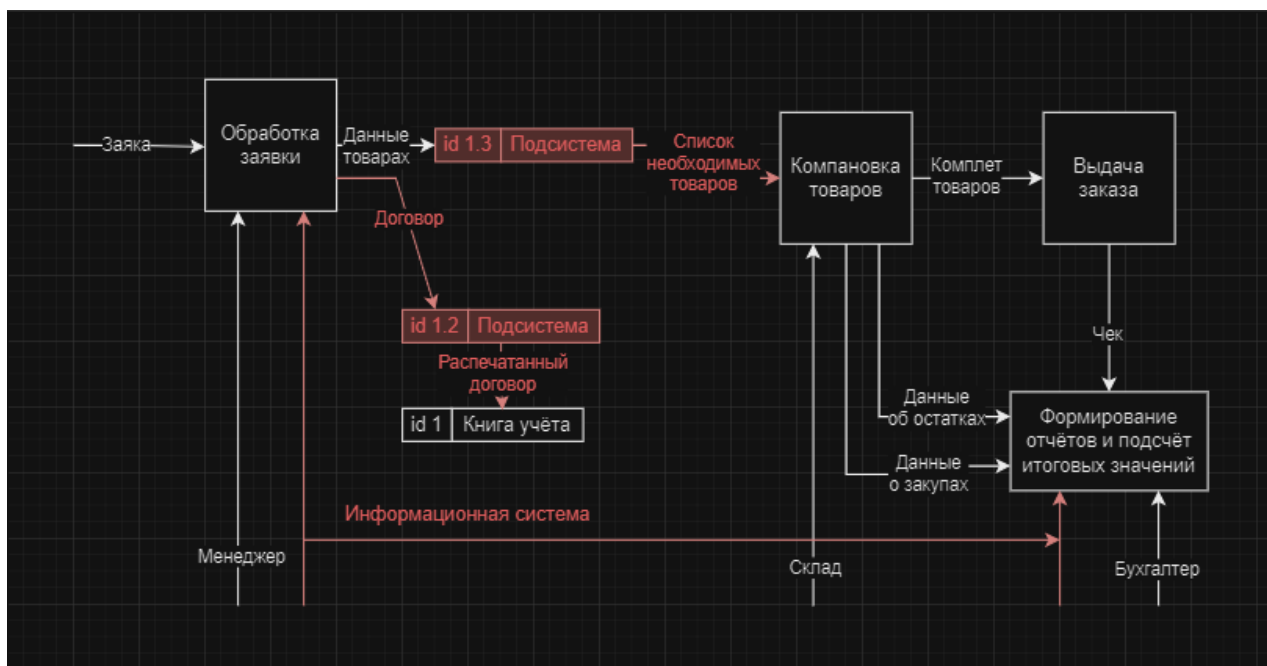 Заяка
Обработка
заявки
Данные
товарах
id 1.3 Подсистема
Список
необходимых
товаров
Компановка
товаров
Комплет
товаров
Выдача
заказа
Договор
id 1.2 Подсистема
Распечатанный
договор
id 1 Книга учёта
Чек
Данные
об остатках
Данные
о закупах
Формирование
отчётов и подсчёт
итоговых значений
Информационная система
Менеджер
Склад
Бухгалтер